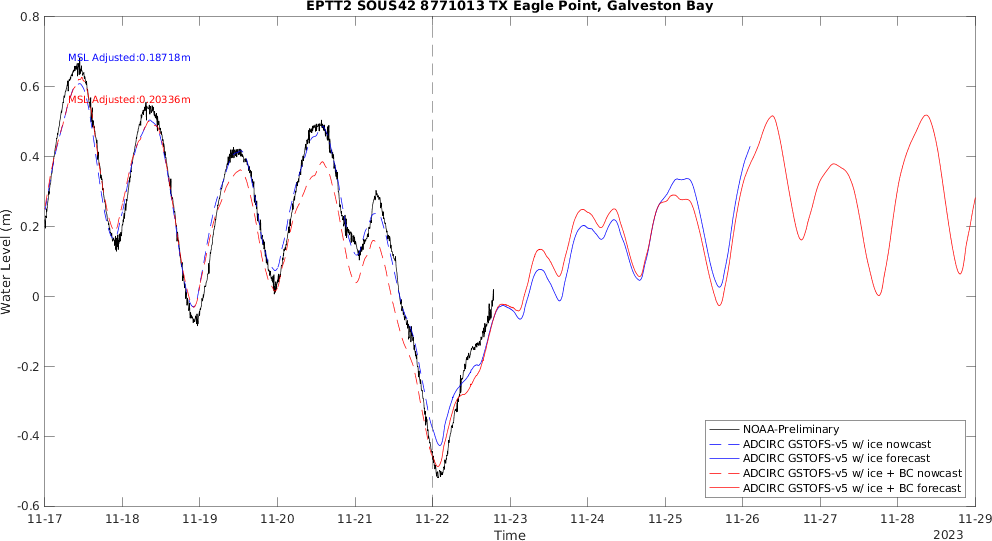 EPTT2 SOUS42 8771013 TX Eagle Point, Galveston Bay
0.8
0.6
0.4
0.2
0
-0.2
-0.4
-0.6
Water Level (m)
MSL Adjusted:0.18718m
MSL Adjusted:0.20336m
NOAA-Preliminary
ADCIRC GSTOFS-v5 w/ ice nowcast
ADCIRC GSTOFS-v5 w/ ice forecast
ADCIRC GSTOFS-v5 w/ ice + BC nowcast
ADCIRC GSTOFS-v5 w/ ice + BC forecast
11-17 11-18 11-19 11-20 11-21 11-22 11-23 11-24 11-25 11-26 11-27 11-28 11-29
Time
2023